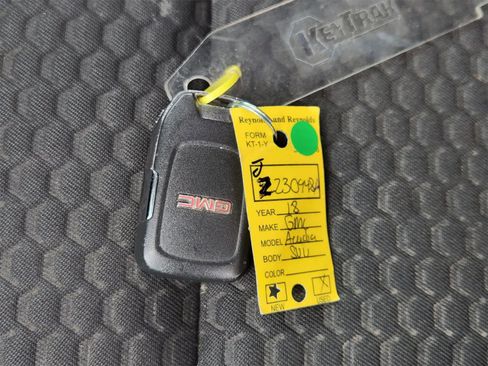 KEYTRAK
Reynolds and Reynolds
FORM
KT-1-Y
GMC
YEAR 18
MAKE GMC
MODEL Acadia
BODY SUV
COLOR
NEW USED